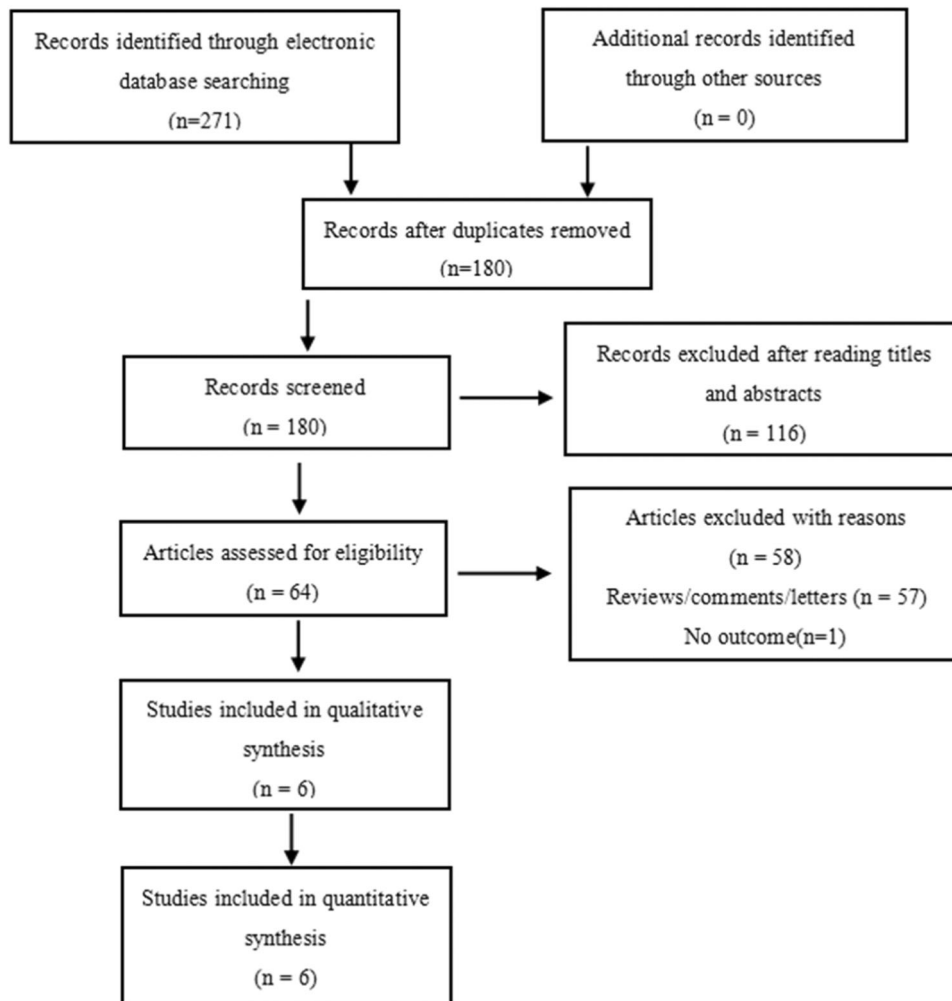 Records identified through electronic
database searching
(n=271)
Additional records identified
through other sources
(n = 0)
Records after duplicates removed
(n=180)
Records screened
(n = 180)
Records excluded after reading titles
and abstracts
(n = 116)
Articles assessed for eligibility
(n = 64)
Articles excluded with reasons
(n = 58)
Reviews/comments/letters (n = 57)
No outcome(n=1)
Studies included in qualitative
synthesis
(n = 6)
Studies included in quantitative
synthesis
(n = 6)